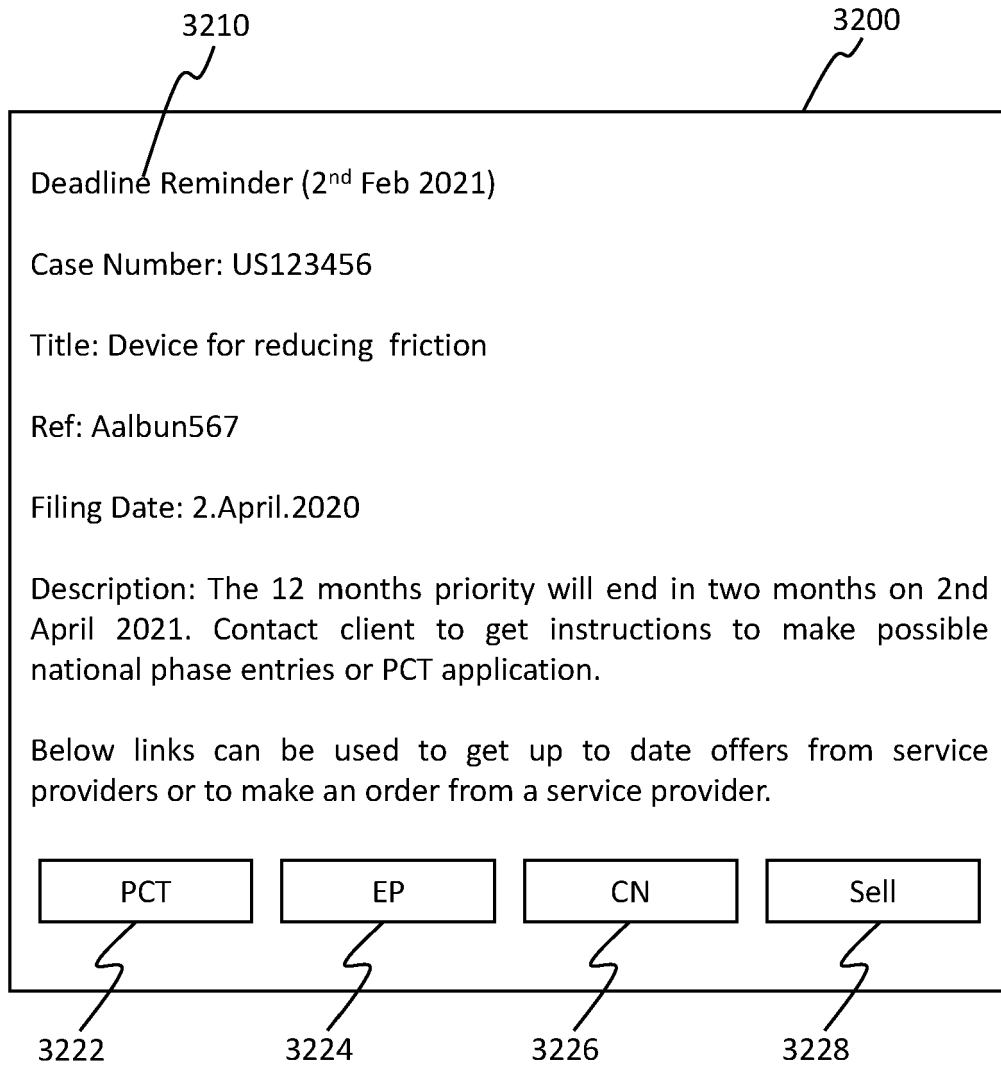 3210 3200
Deadline Reminder (2nd Feb 2021)
Case Number: US123456
Title: Device for reducing friction
Ref: Aalbun567
Filing Date: 2.April.2020
Description: The 12 months priority will end in two months on 2nd
April 2021. Contact client to get instructions to make possible
national phase entries or PCT application.
Below links can be used to get up to date offers from service
providers or to make an order from a service provider.
PCT EP CN Sell
3222 3224 3226 3228